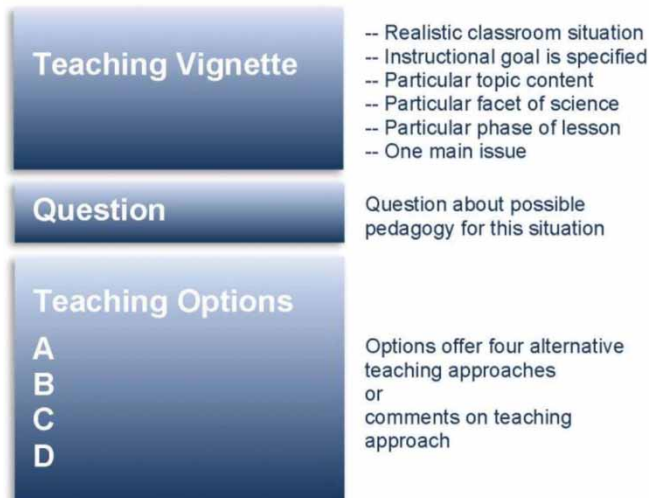 Teaching Vignette
-- Realistic classroom situation
-- Instructional goal is specified
-- Particular topic content
-- Particular facet of science
-- Particular phase of lesson
-- One main issue
Question
Question about possible
pedagogy for this situation
Teaching Options
A
B
C
D
Options offer four alternative
teaching approaches
or
comments on teaching
approach